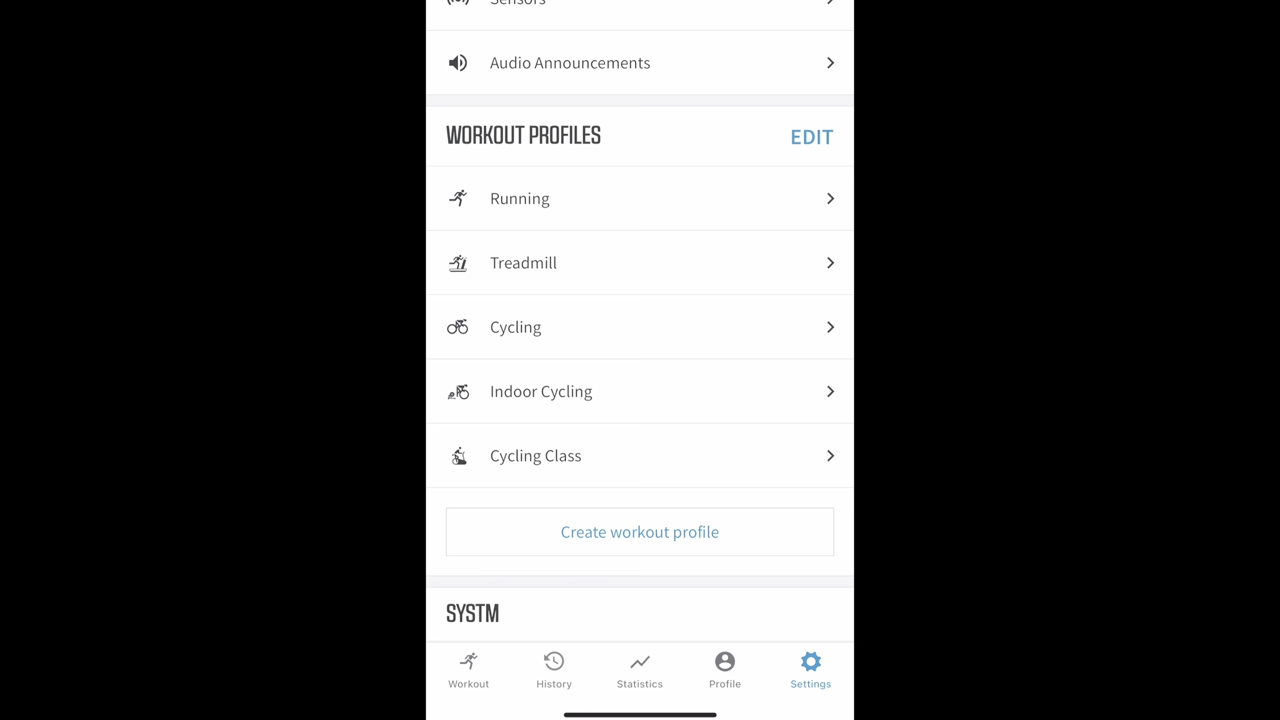 Sensors
Audio Announcements
WORKOUT PROFILES
EDIT
Running
Treadmill
Cycling
Indoor Cycling
Cycling Class
Create workout profile
SYSTM
Workout
History
Statistics
Profile
Settings